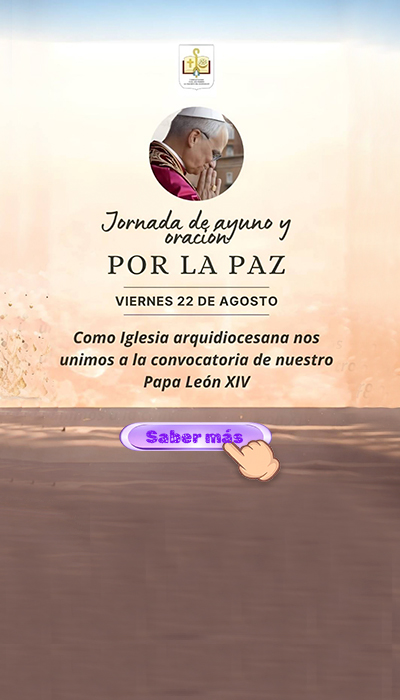 Jornada de ayuno y
oración
POR LA PAZ
VIERNES 22 DE AGOSTO
Como Iglesia arquidiocesana nos
unimos a la convocatoria de nuestro
Papa León XIV
Saber más